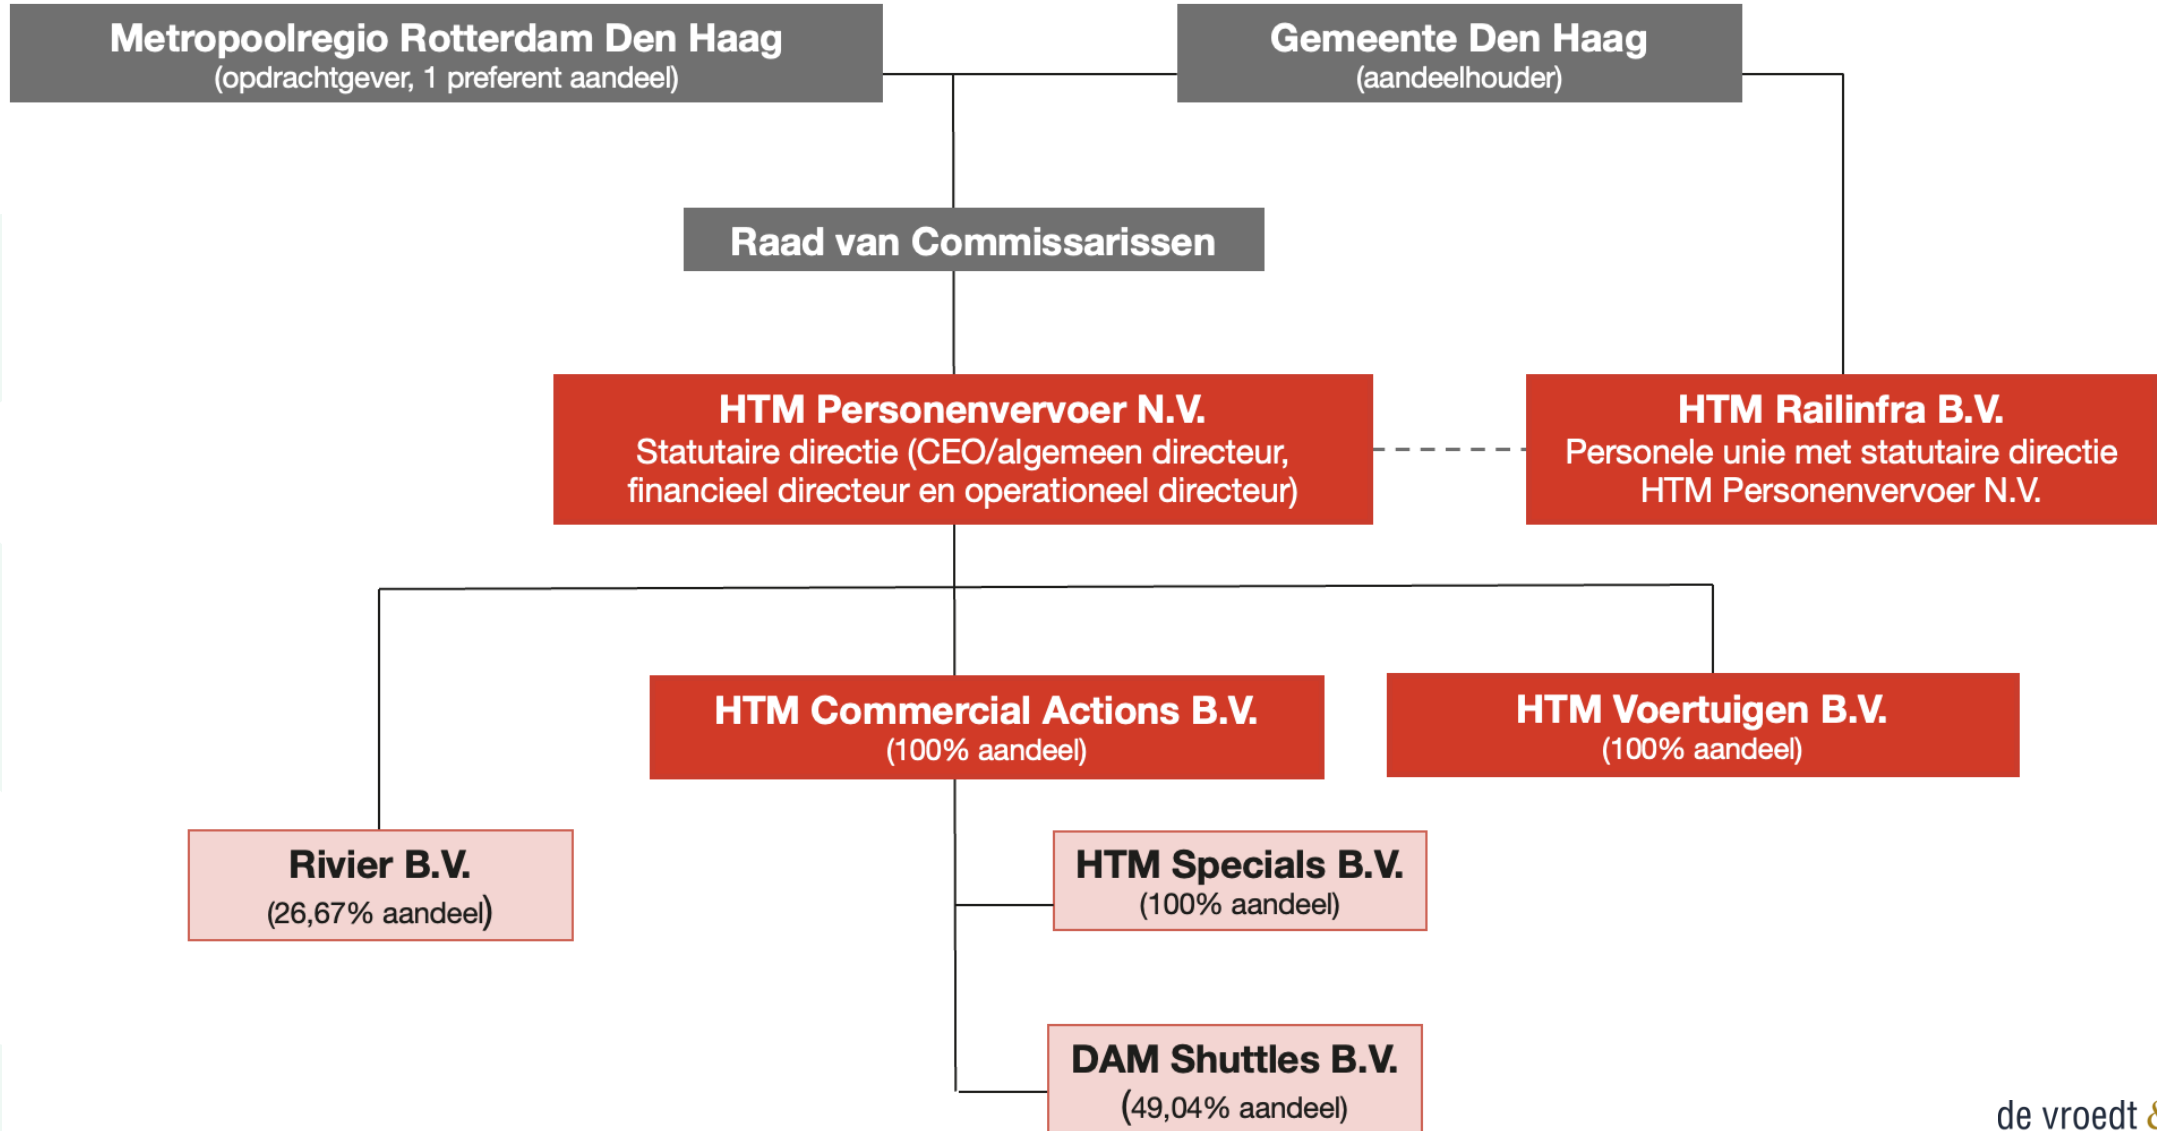 Metropoolregio Rotterdam Den Haag
(opdrachtgever, 1 preferent aandeel)
Gemeente Den Haag
(aandeelhouder)
Raad van Commissarissen
HTM Personenvervoer N.V.
Statutaire directie (CEO/algemeen directeur,
financieel directeur en operationeel directeur)
HTM Railinfra B.V.
Personele unie met statutaire directie
HTM Personenvervoer N.V.
HTM Commercial Actions B.V.
(100% aandeel)
HTM Voertuigen B.V.
(100% aandeel)
Rivier B.V.
(26,67% aandeel)
HTM Specials B.V.
(100% aandeel)
DAM Shuttles B.V.
(49,04% aandeel)
de vroedt &